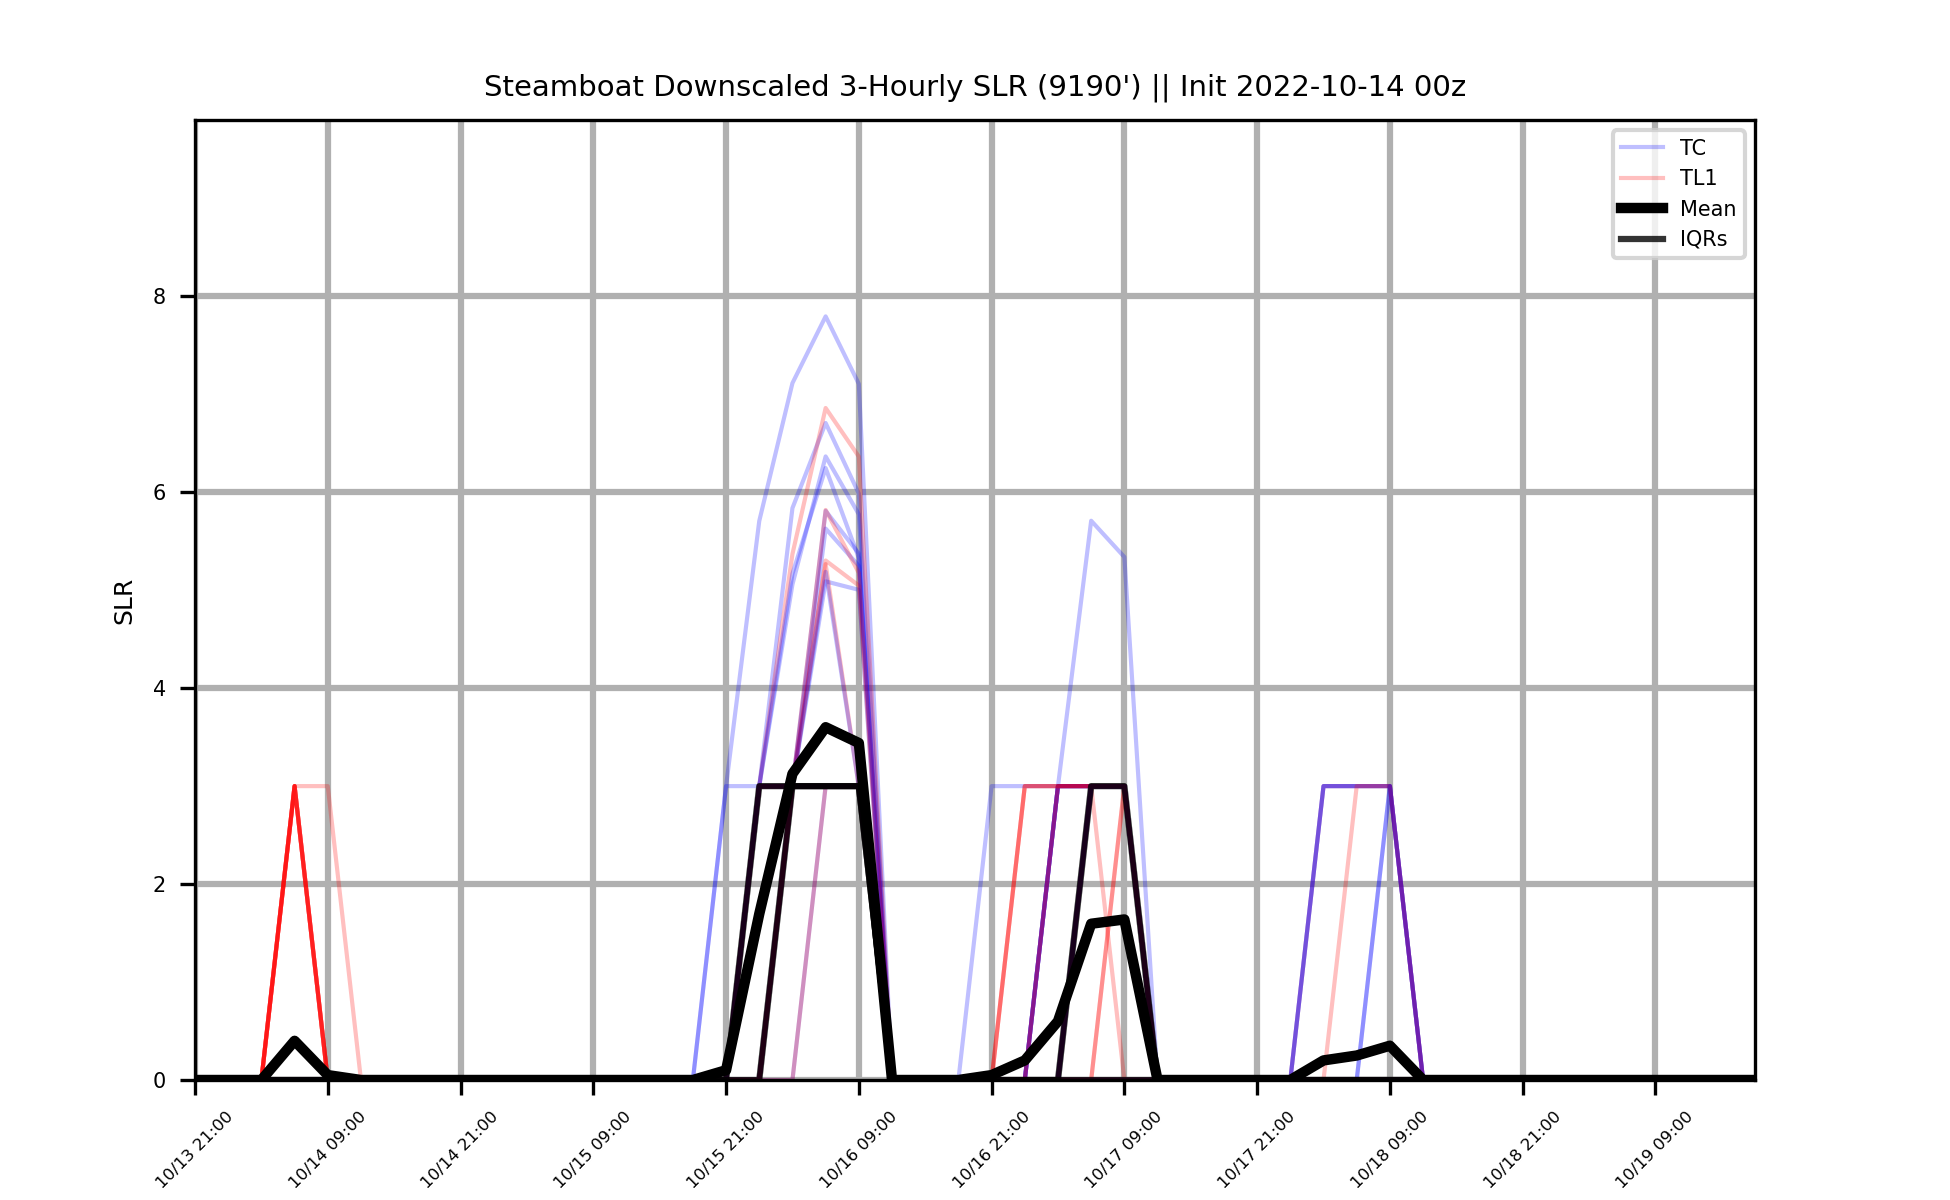 Steamboat Downscaled 3-Hourly SLR (9190') || Init 2022-10-14 00z
TC
TL1
Mean
IQRs
8
6
4
2
0
SLR
10/13 21:00
10/14 09:00
10/14 21:00
10/15 09:00
10/15 21:00
10/16 09:00
10/16 21:00
10/17 09:00
10/17 21:00
10/18 09:00
10/18 21:00
10/19 09:00